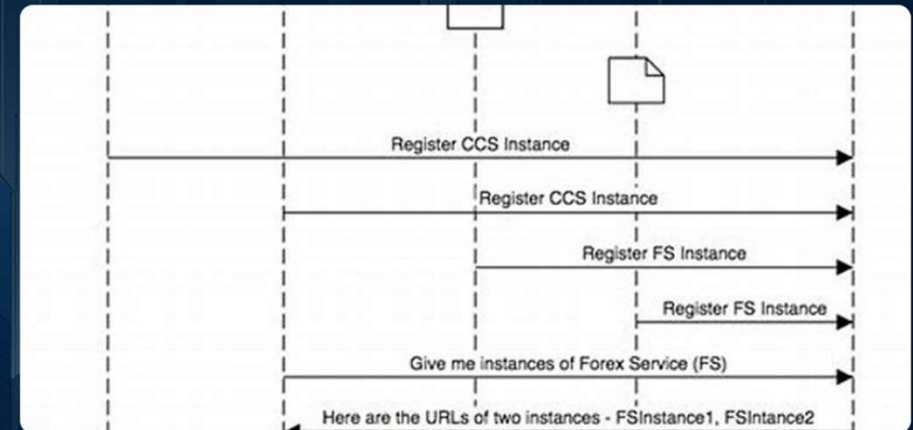 Register CCS Instance
Register CCS Instance
Register FS Instance
Register FS Instance
Give me instances of Forex Service (FS)
Here are the URLs of two instances - FSInstance1, FSIntance2